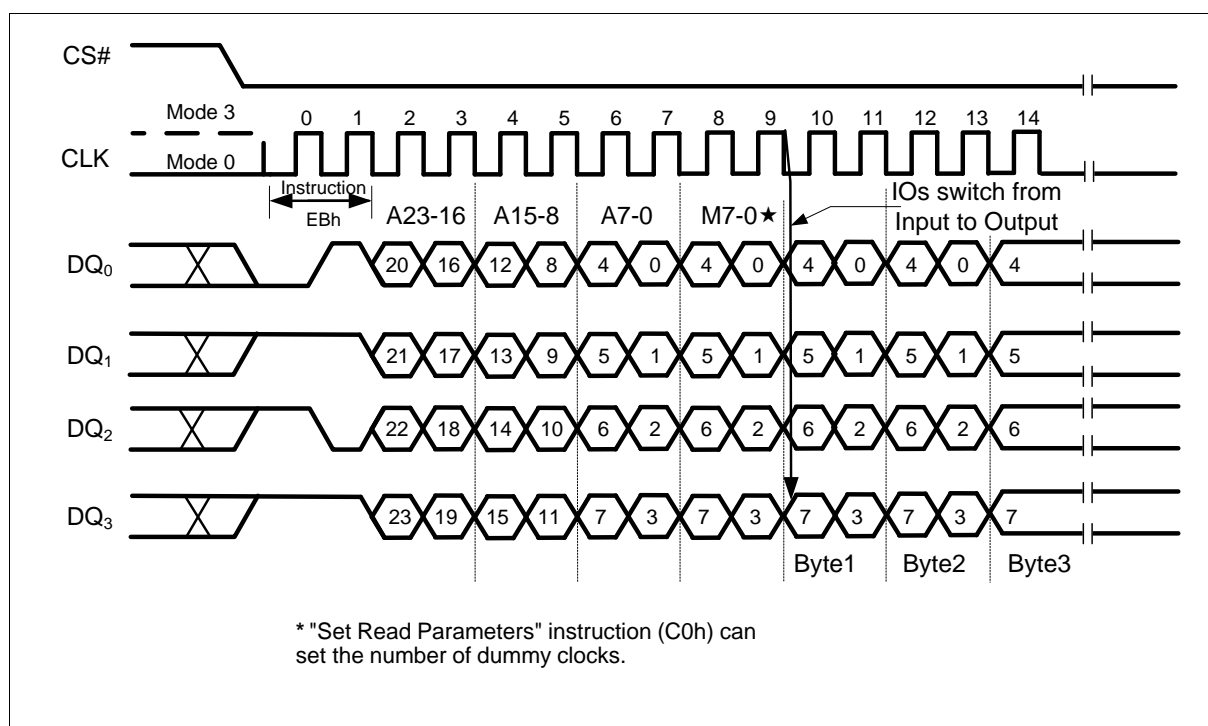 CS#
Mode 3
CLK
Mode 0
0 1 2 3 4 5 6 7 8 9 10 11 12 13 14
Instruction
EBh
A23-16 A15-8 A7-0 M7-0★
IOs switch from
Input to Output
DQ0 20 16 12 8 4 0 4 0 4 0 4 0 4
DQ1 21 17 13 9 5 1 5 1 5 1 5 1 5
DQ2 22 18 14 10 6 2 6 2 6 2 6 2 6
DQ3 23 19 15 11 7 3 7 3 7 3 7 3 7
Byte1 Byte2 Byte3
* "Set Read Parameters" instruction (C0h) can
set the number of dummy clocks.